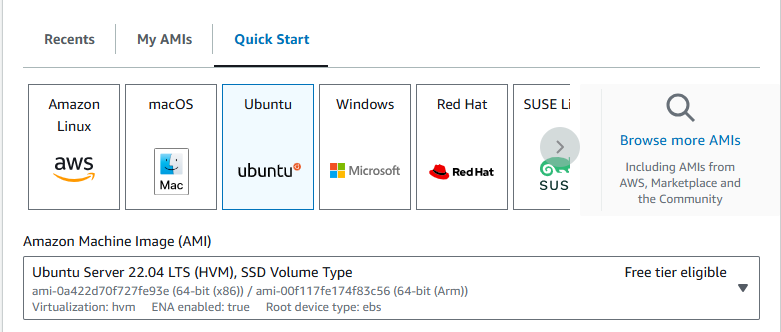 Recents
My AMIs
Quick Start
Amazon
Linux
aws
macOS
Mac
Ubuntu
ubuntu
Windows
Microsoft
Red Hat
Red Hat
SUSE Li
SUS
Browse more AMIs
Including AMIs from
AWS, Marketplace and
the Community
Amazon Machine Image (AMI)
Ubuntu Server 22.04 LTS (HVM), SSD Volume Type
Free tier eligible
ami-0a422d70f727fe93e (64-bit (x86)) / ami-00f117fe174f83c56 (64-bit (Arm))
Virtualization: hvm ENA enabled: true Root device type: ebs